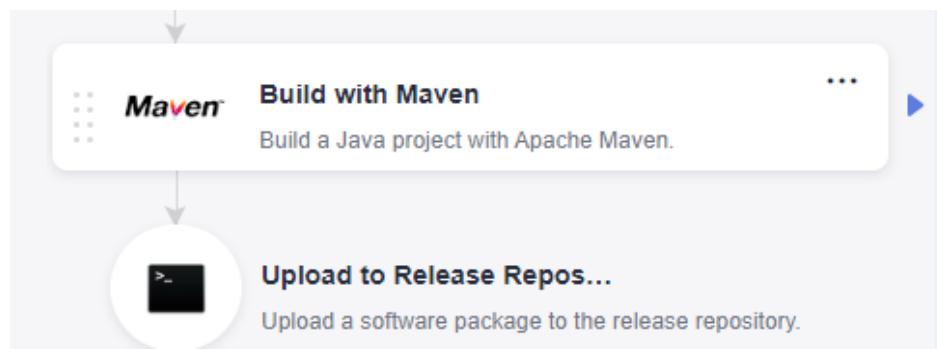 Maven
Build with Maven
...
Build a Java project with Apache Maven.
>_
Upload to Release Repos...
Upload a software package to the release repository.